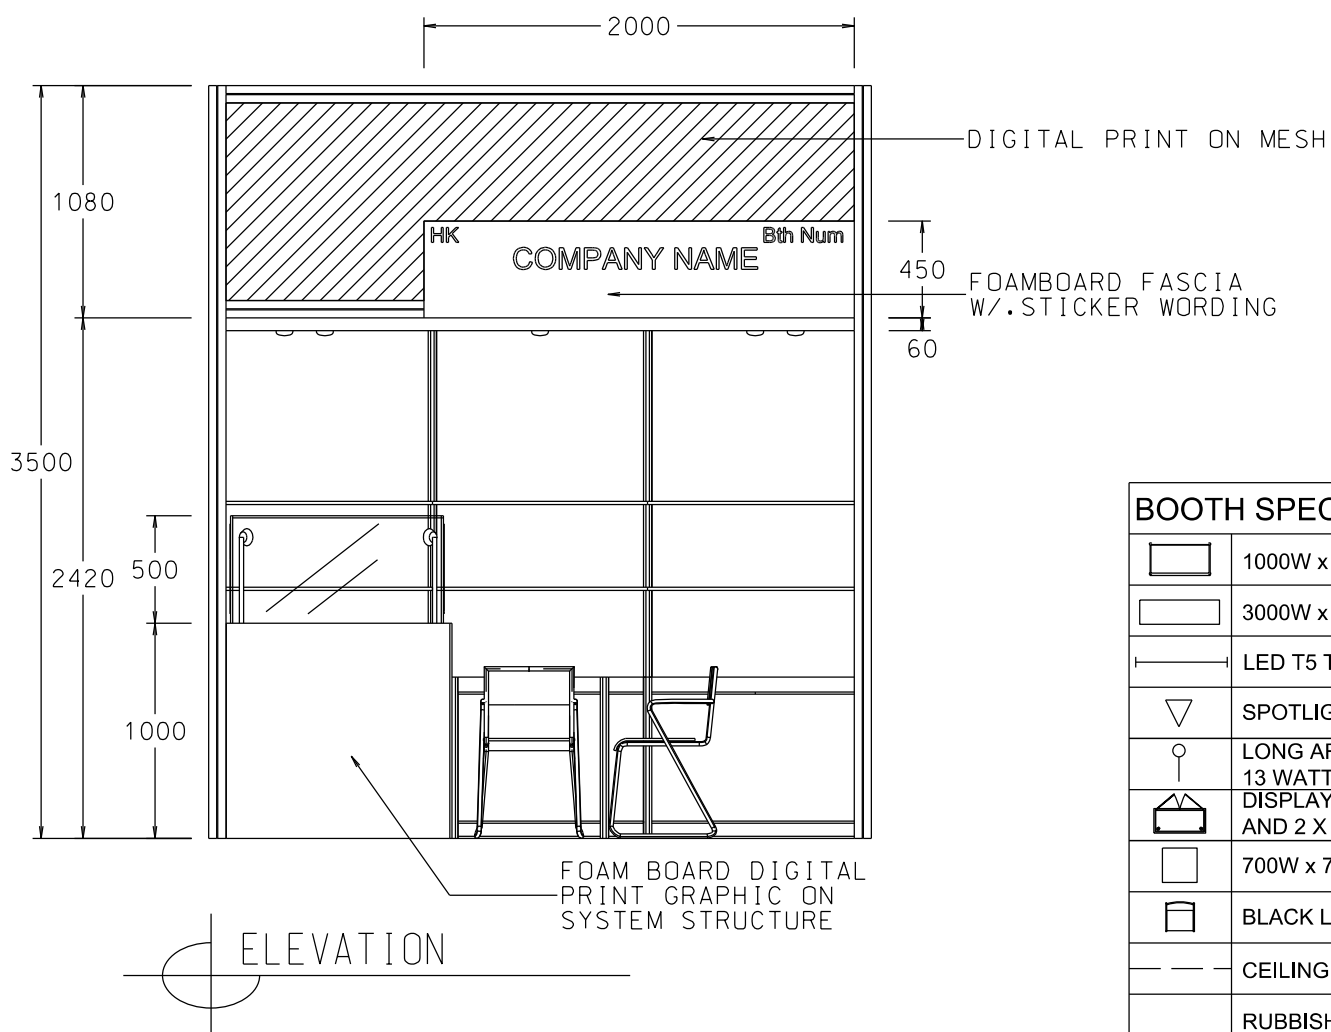 2000
DIGITAL PRINT ON MESH
1080
HK
Bth Num
COMPANY NAME
450
FOAMBOARD FASCIA
W/.STICKER WORDING
60
3500
2420
500
1000
FOAM BOARD DIGITAL
PRINT GRAPHIC ON
SYSTEM STRUCTURE
ELEVATION
BOOTH SPEC
1000W x
3000W x
LED T5 T
SPOTLIG
LONG AR
13 WATT
DISPLAY
AND 2 X
700W x 7
BLACK L
CEILING
RUBBISH